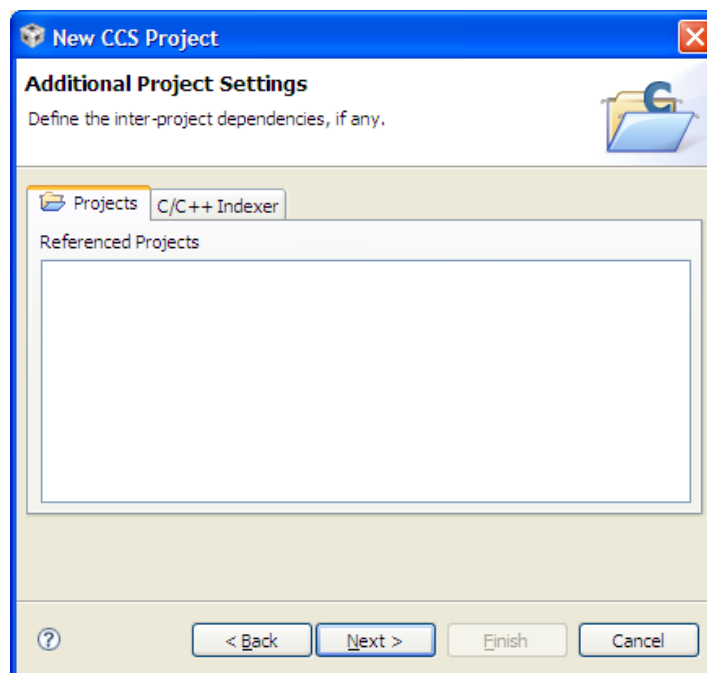 New CCS Project
Additional Project Settings
Define the inter-project dependencies, if any.
Projects C/C++ Indexer
Referenced Projects
? < Back Next > Finish Cancel